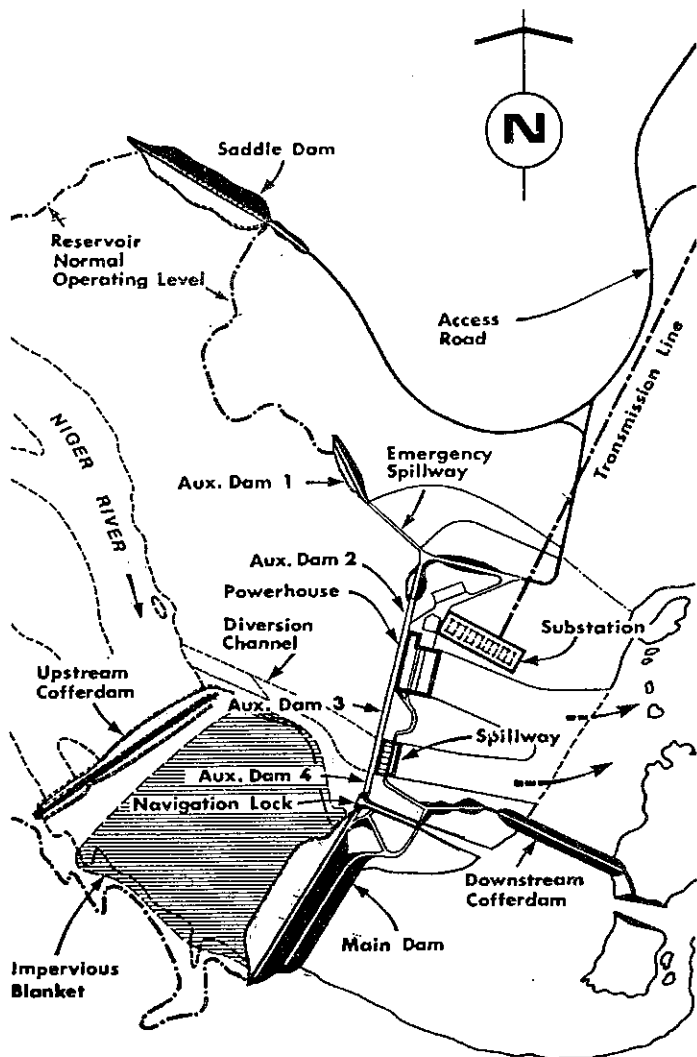 N
Saddle Dam
Reservoir
Normal
Operating Level
Access
Road
Transmission Line
NIGER
RIVER
Emergency
Spillway
Aux. Dam 1
Aux. Dam 2
Powerhouse
Diversion
Channel
Substation
Upstream
Cofferdam
Aux. Dam 3
Spillway
Aux. Dam 4
Navigation Lock
Downstream
Cofferdam
Main Dam
Impervious
Blanket